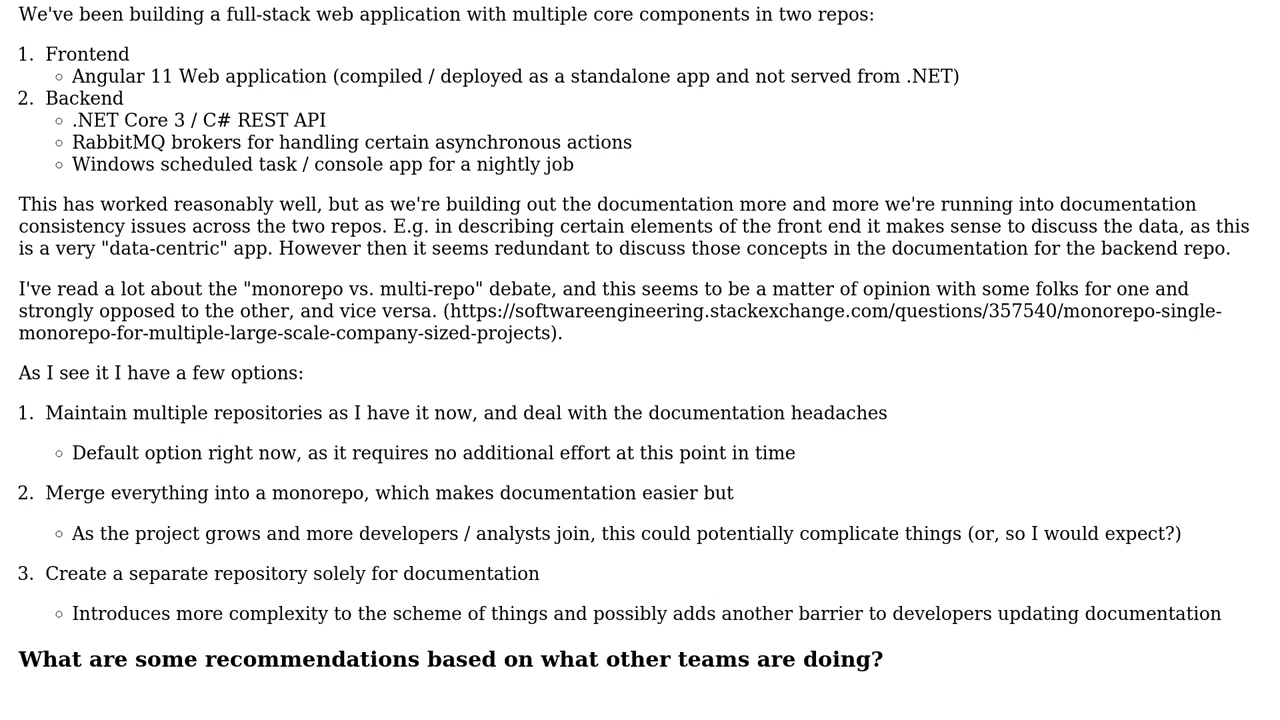 We've been building a full-stack web application with multiple core components in two repos:
1. Frontend
◦ Angular 11 Web application (compiled / deployed as a standalone app and not served from .NET)
2. Backend
◦ .NET Core 3 / C# REST API
◦ RabbitMQ brokers for handling certain asynchronous actions
◦ Windows scheduled task / console app for a nightly job
This has worked reasonably well, but as we're building out the documentation more and more we're running into documentation
consistency issues across the two repos. E.g. in describing certain elements of the front end it makes sense to discuss the data, as this
is a very "data-centric" app. However then it seems redundant to discuss those concepts in the documentation for the backend repo.
I've read a lot about the "monorepo vs. multi-repo" debate, and this seems to be a matter of opinion with some folks for one and
strongly opposed to the other, and vice versa. (https://softwareengineering.stackexchange.com/questions/357540/monorepo-single-
monorepo-for-multiple-large-scale-company-sized-projects).
As I see it I have a few options:
1. Maintain multiple repositories as I have it now, and deal with the documentation headaches
◦ Default option right now, as it requires no additional effort at this point in time
2. Merge everything into a monorepo, which makes documentation easier but
◦ As the project grows and more developers / analysts join, this could potentially complicate things (or, so I would expect?)
3. Create a separate repository solely for documentation
◦ Introduces more complexity to the scheme of things and possibly adds another barrier to developers updating documentation
What are some recommendations based on what other teams are doing?